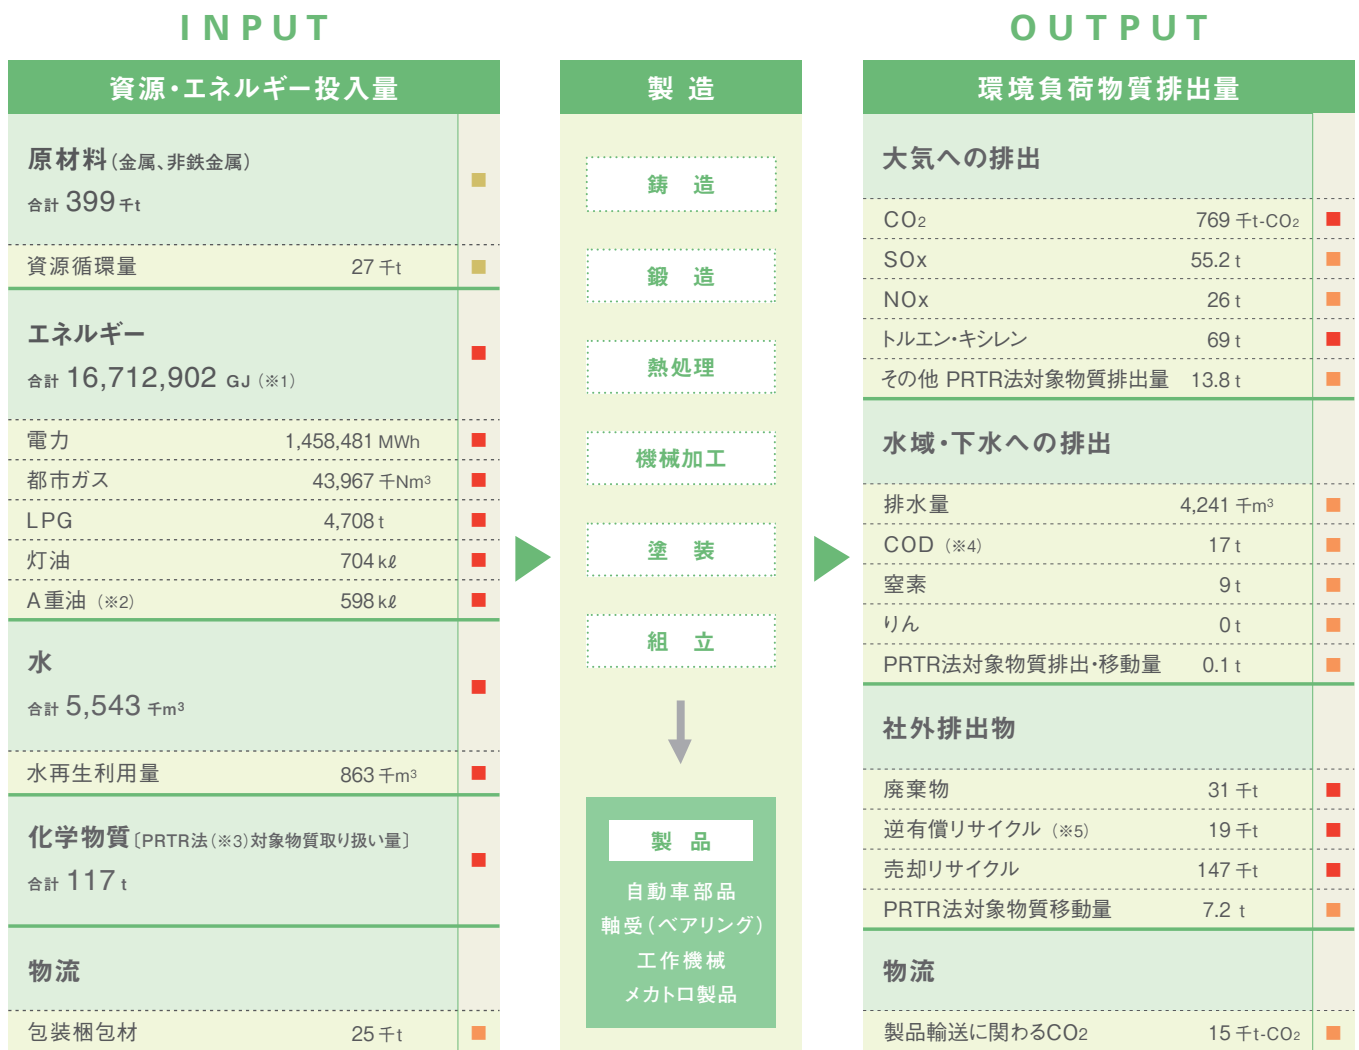 INPUT
資源・エネルギー投入量
原材料(金属、非鉄金属)
合計 399 千t
資源循環量 27 千t
エネルギー
合計 16,712,902 GJ (※1)
電力 1,458,481 MWh
都市ガス 43,967 千Nm³
LPG 4,708 t
灯油 704 kℓ
A重油 (※2) 598 kℓ
水
合計 5,543 千m³
水再生利用量 863 千m³
化学物質〔PRTR法(※3)対象物質取り扱い量〕
合計 117 t
物流
包装梱包材 25 千t
製造
鋳造
鍛造
熱処理
機械加工
塗装
組立
製品
自動車部品
軸受(ベアリング)
工作機械
メカトロ製品
OUTPUT
環境負荷物質排出量
大気への排出
CO₂ 769 千t-CO₂
SOx 55.2 t
NOx 26 t
トルエン・キシレン 69 t
その他 PRTR法対象物質排出量 13.8 t
水域・下水への排出
排水量 4,241 千m³
COD (※4) 17 t
窒素 9 t
りん 0 t
PRTR法対象物質排出・移動量 0.1 t
社外排出物
廃棄物 31 千t
逆有償リサイクル (※5) 19 千t
売却リサイクル 147 千t
PRTR法対象物質移動量 7.2 t
物流
製品輸送に関わるCO₂ 15 千t-CO₂